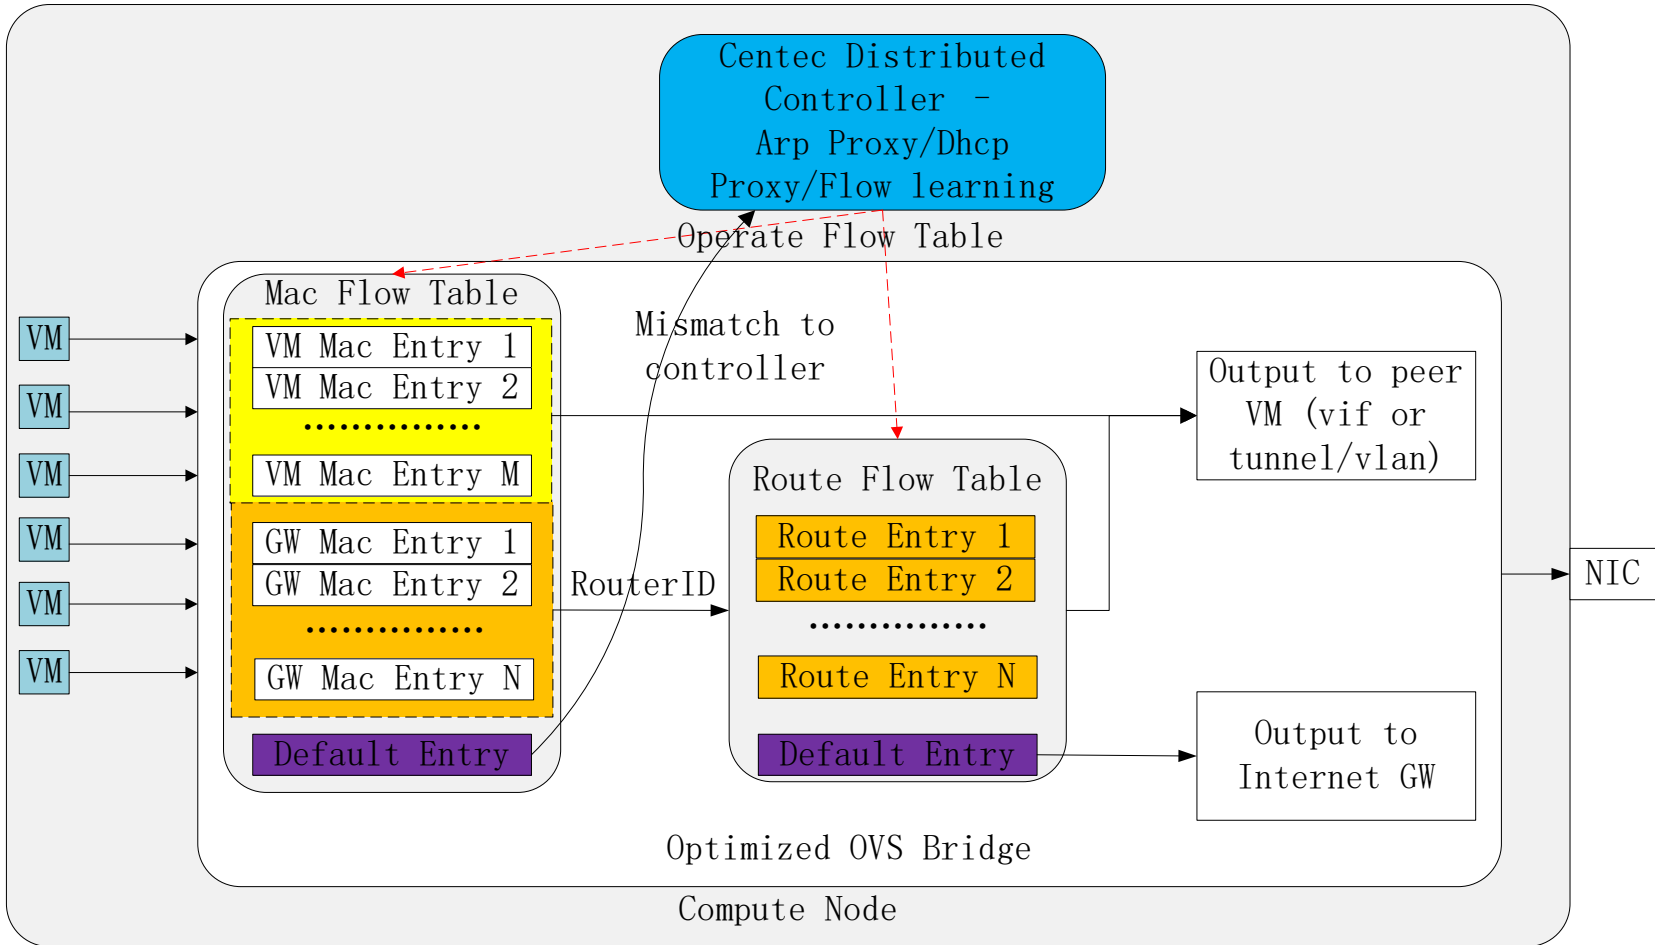 Centec Distributed
Controller -
Arp Proxy/Dhcp
Proxy/Flow learning
Operate Flow Table
Mac Flow Table
VM Mac Entry 1
VM Mac Entry 2
...............
VM Mac Entry M
GW Mac Entry 1
GW Mac Entry 2
...............
GW Mac Entry N
Default Entry
VM
VM
VM
VM
VM
VM
Mismatch to
controller
RouterID
Route Flow Table
Route Entry 1
Route Entry 2
...............
Route Entry N
Default Entry
Output to peer
VM (vif or
tunnel/vlan)
Output to
Internet GW
NIC
Optimized OVS Bridge
Compute Node